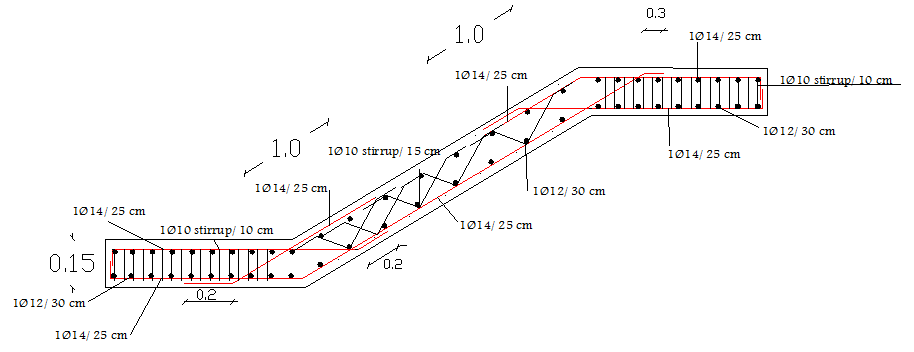 0.3
1.0
1Ø14/ 25 cm
1Ø14/ 25 cm
1Ø10 stirrup/ 10 cm
1Ø12/ 30 cm
1.0
1Ø10 stirrup/ 15 cm
1Ø14/ 25 cm
1Ø14/ 25 cm
1Ø12/ 30 cm
1Ø14/ 25 cm
1Ø14/ 25 cm
1Ø10 stirrup/ 10 cm
0.15
0.2
0.2
1Ø12/ 30 cm
1Ø14/ 25 cm